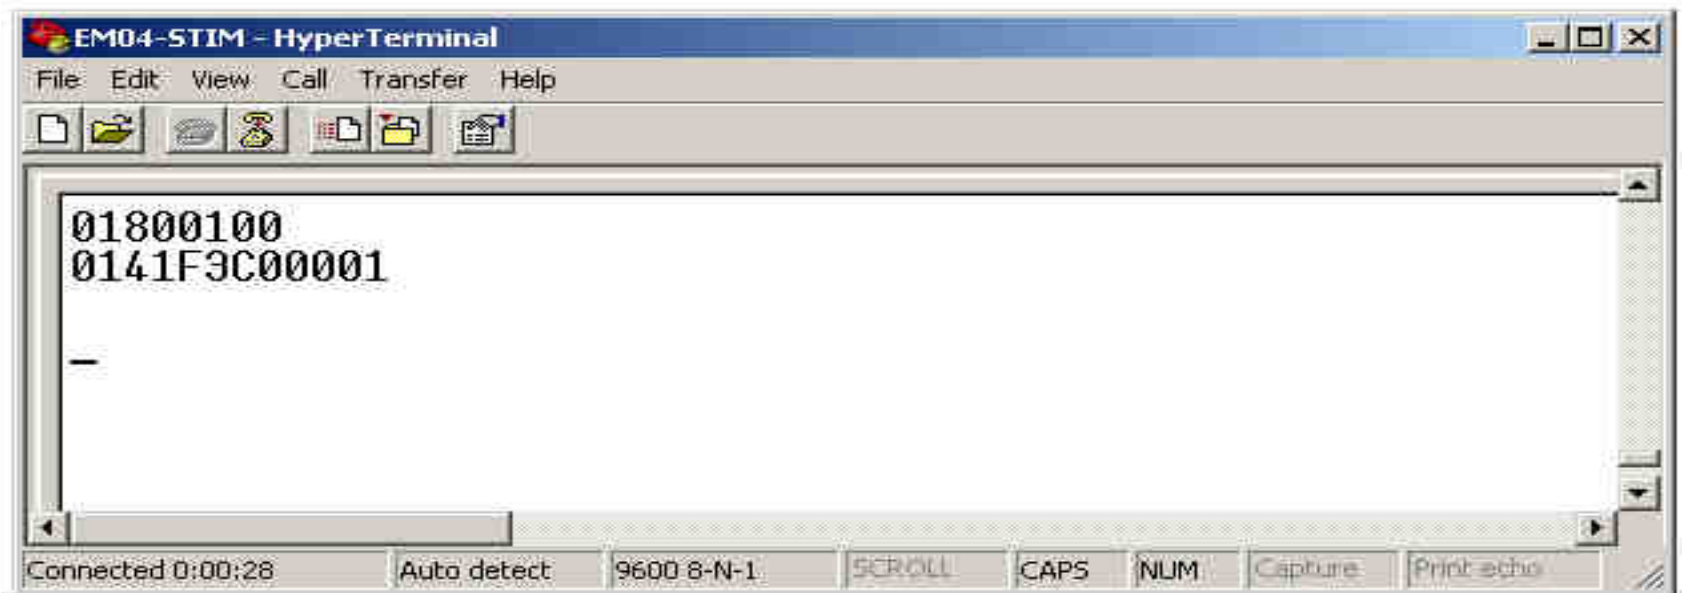 EM04-STIM - HyperTerminal
File Edit View Call Transfer Help
01800100
0141F3C00001
Connected 0:00:28 Auto detect 9600 8-N-1 SCROLL CAPS NUM Capture Print echo